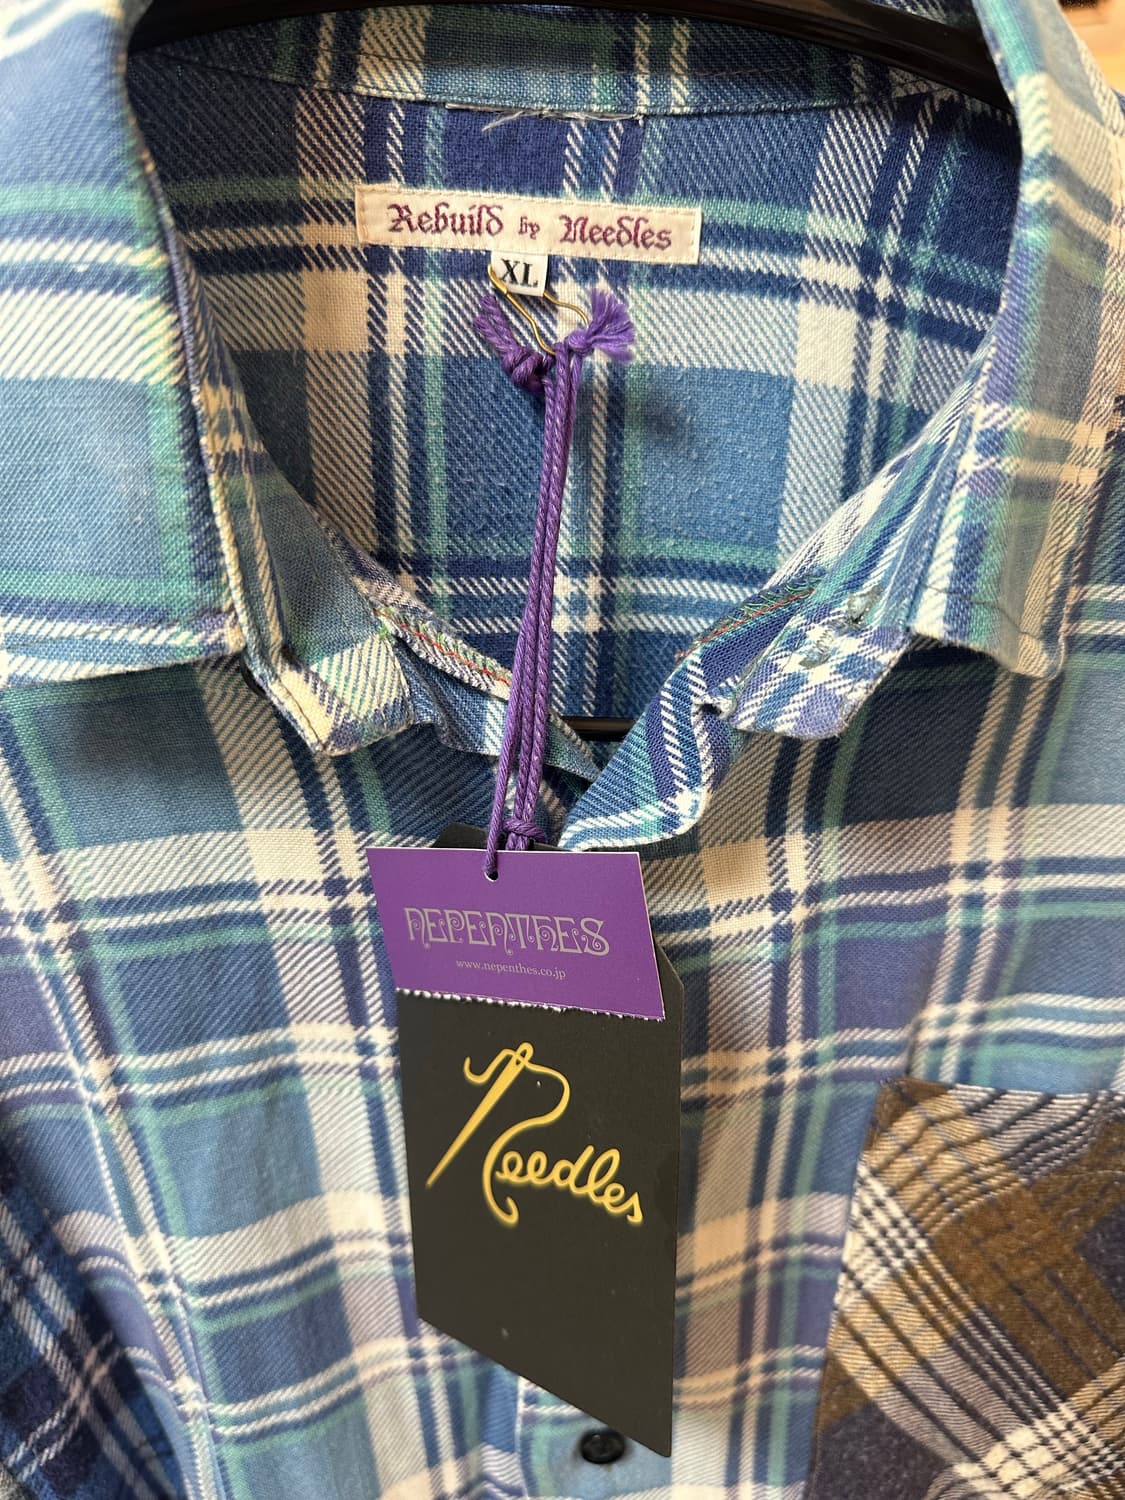 Rebuild by Needles
XL
NEPENTHES
www.nepenthes.co.jp
Needles